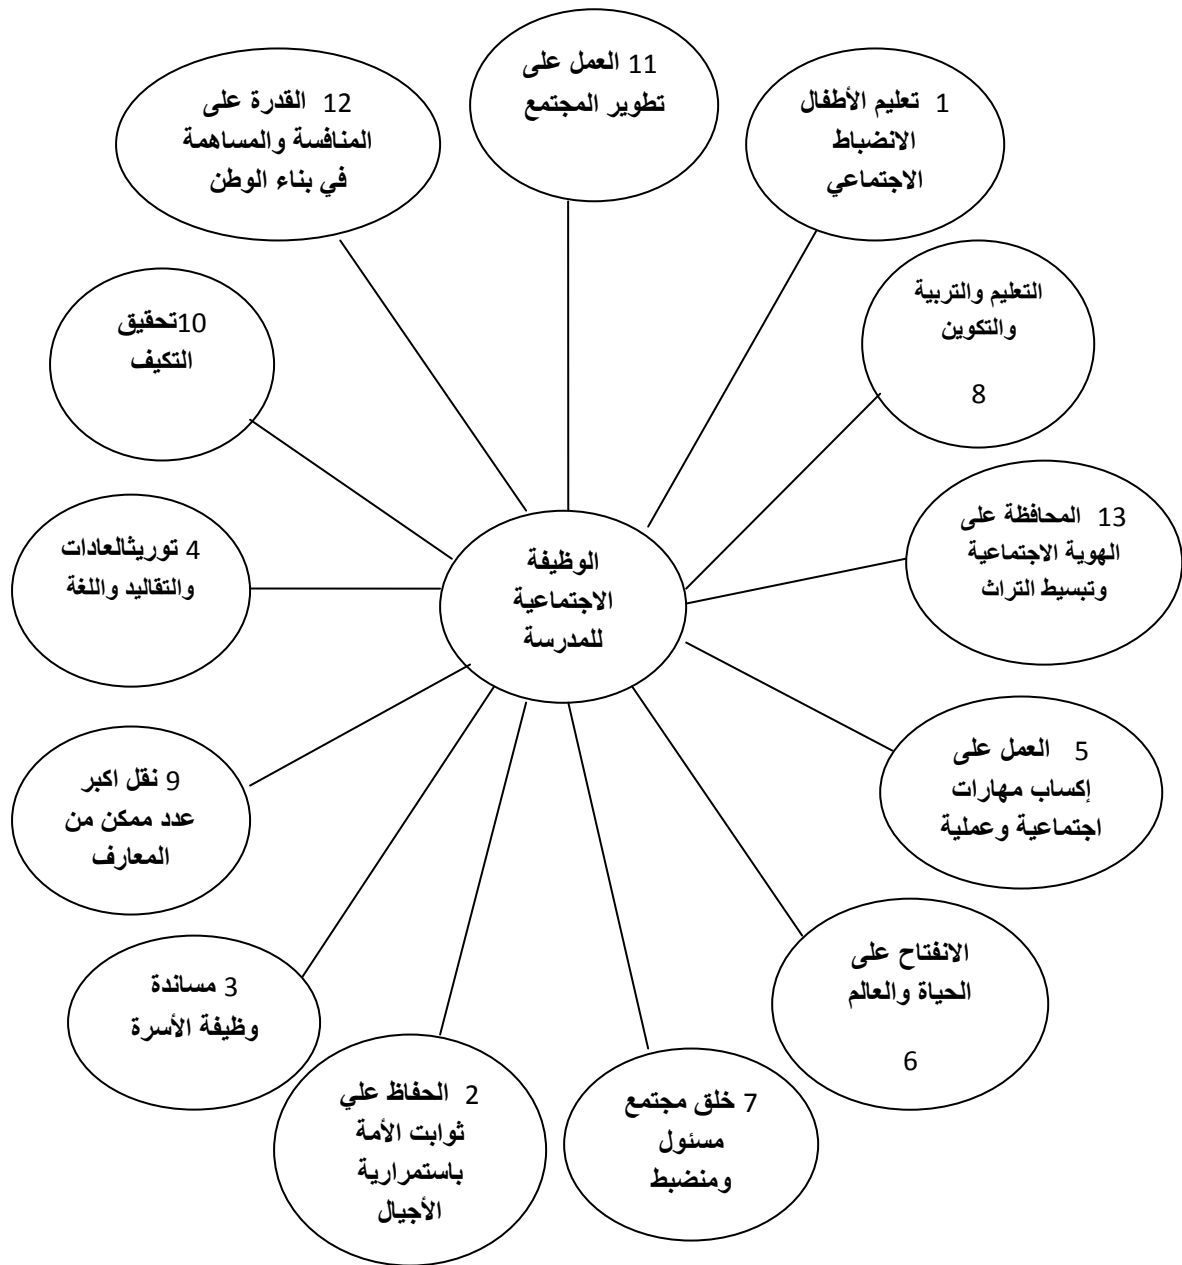 11 العمل على
تطوير المجتمع
1 تعليم الأطفال
الانضباط
الاجتماعي
12 القدرة على
المنافسة والمساهمة
في بناء الوطن
التعليم والتربية
والتكوين
8
10تحقيق
التكيف
13 المحافظة على
الهوية الاجتماعية
وتبسيط التراث
4 توريثالعادات
والتقاليد واللغة
الوظيفة
الاجتماعية
للمدرسة
5 العمل على
إكساب مهارات
اجتماعية وعملية
9 نقل اكبر
عدد ممكن من
المعارف
الانفتاح على
الحياة والعالم
6
3 مساندة
وظيفة الأسرة
2 الحفاظ علي
ثوابت الأمة
باستمرارية
الأجيال
7 خلق مجتمع
مسئول
ومنضبط